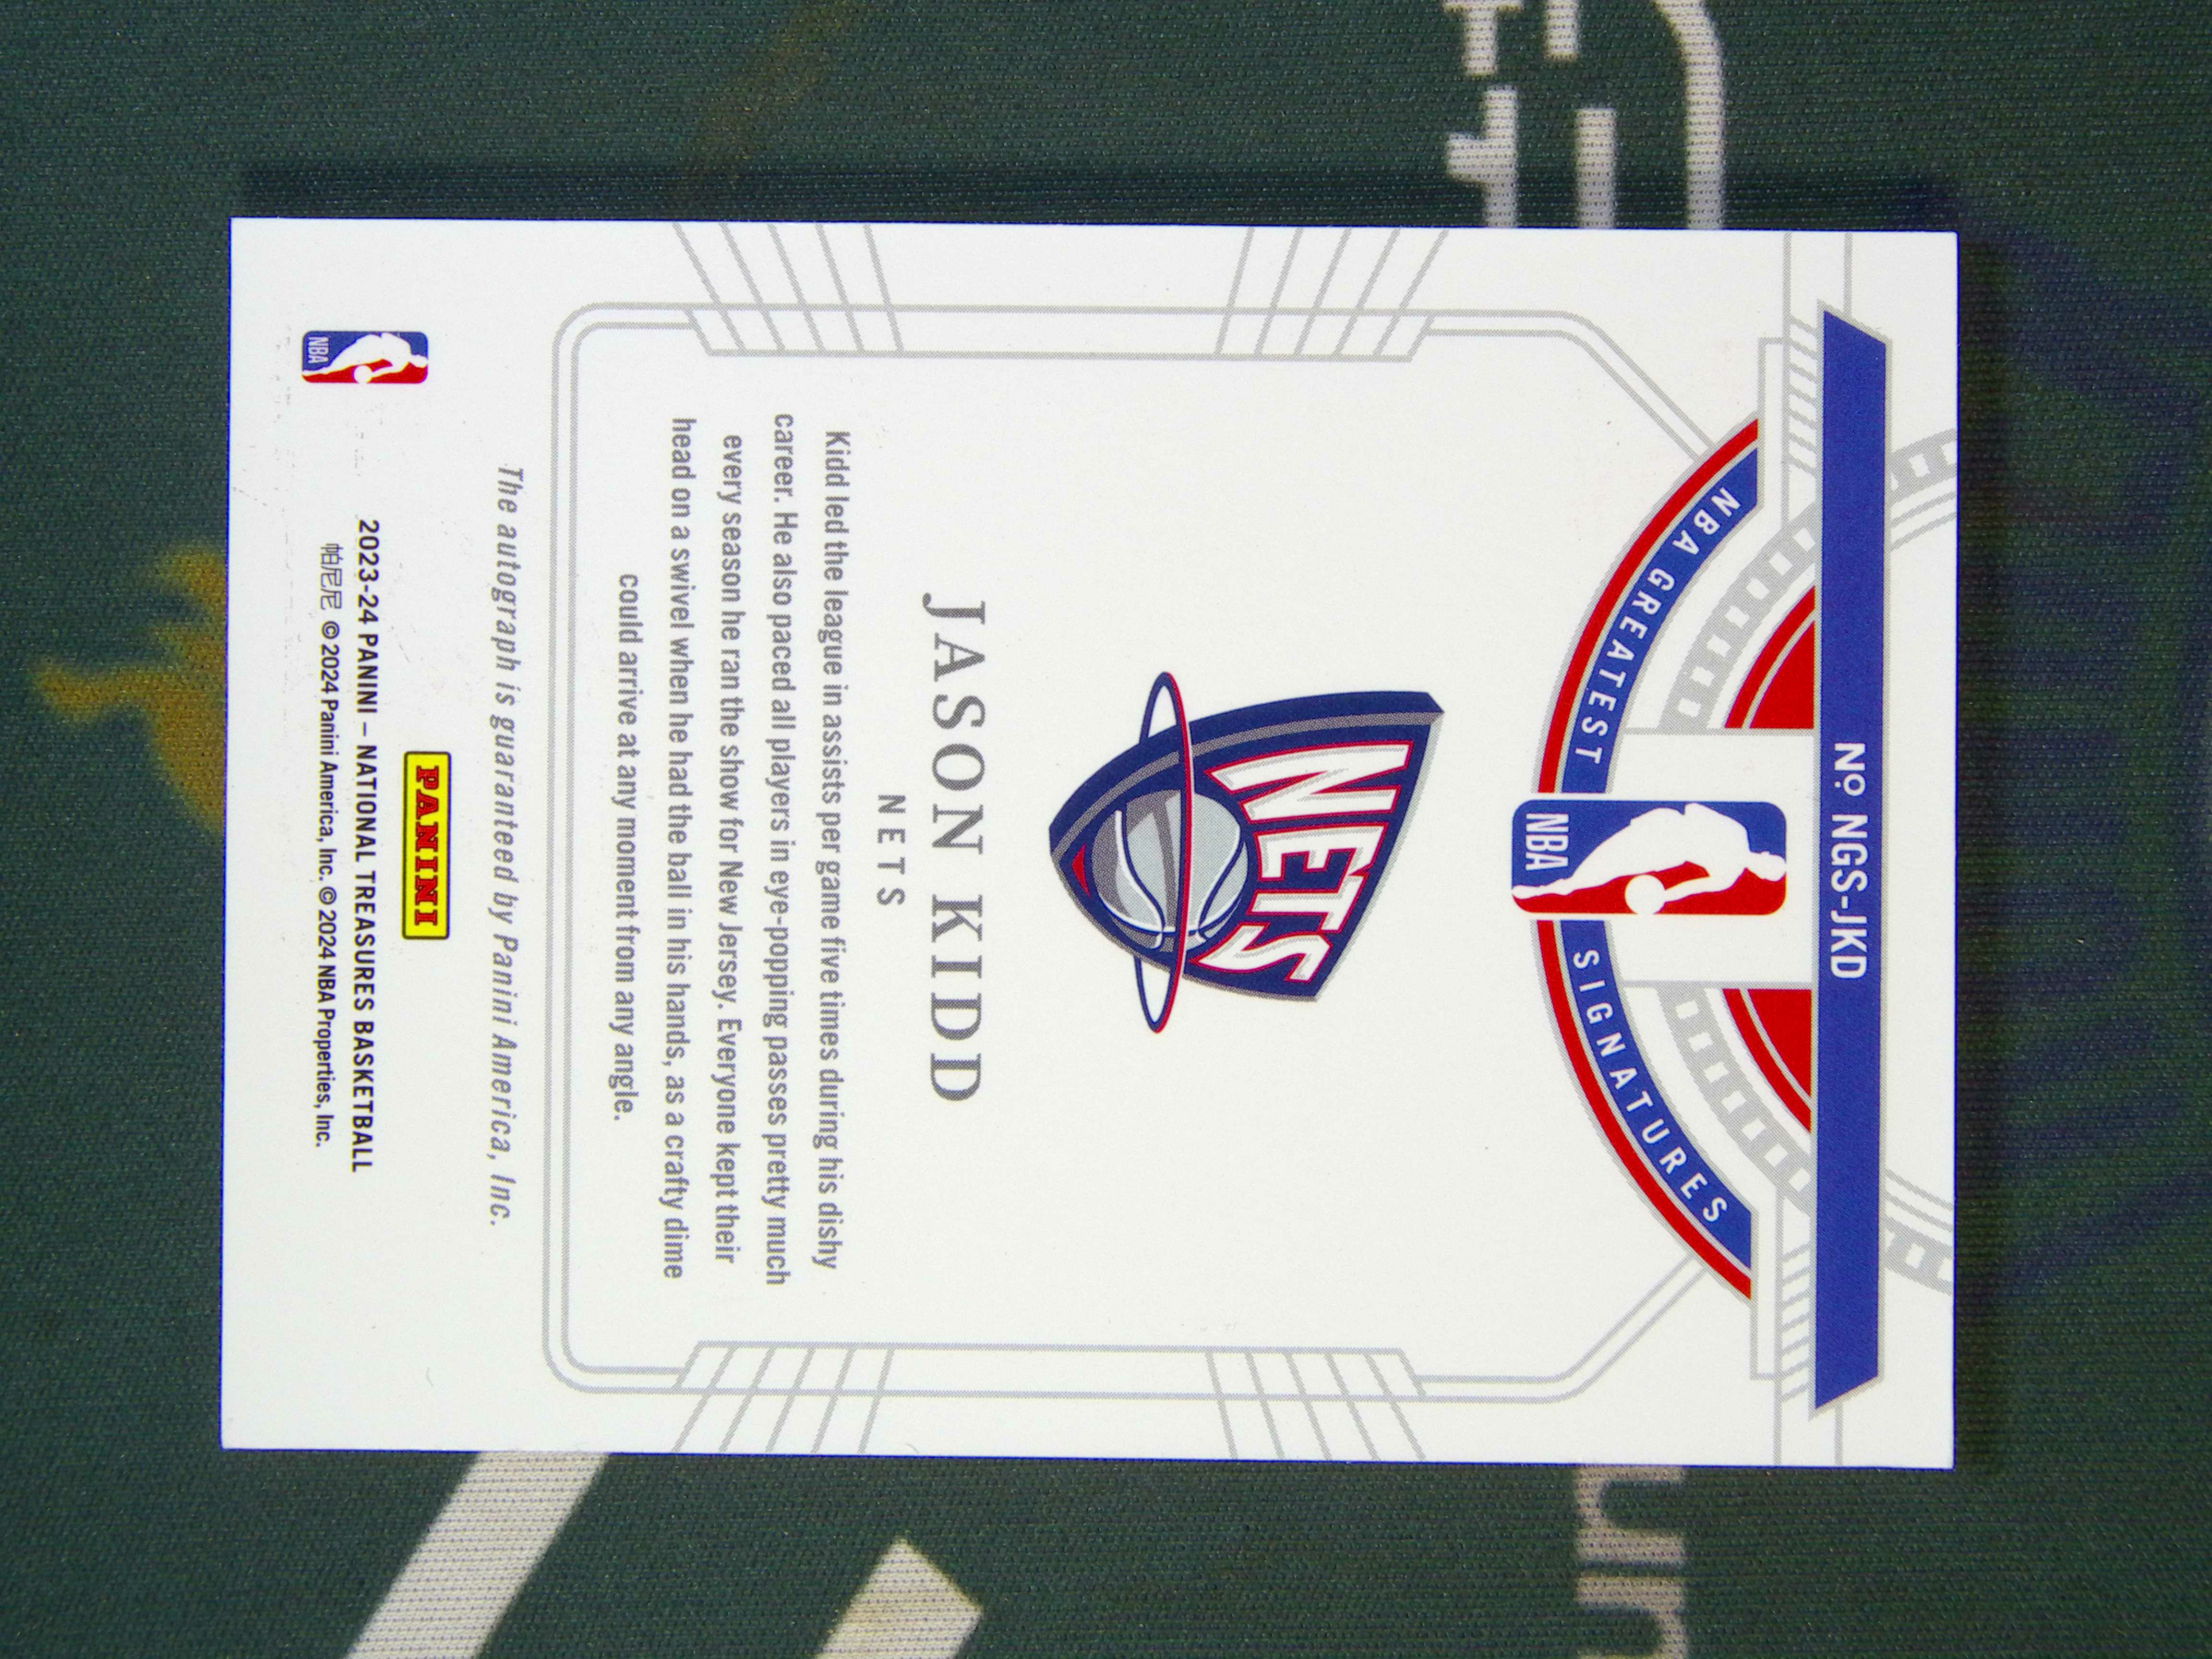 Nº NGS-JKD
NBA GREATEST
SIGNATURES
NBA
NETS
JASON KIDD
NETS
Kidd led the league in assists per game five times during his dishy
career. He also paced all players in eye-popping passes pretty much
every season he ran the show for New Jersey. Everyone kept their
head on a swivel when he had the ball in his hands, as a crafty dime
could arrive at any moment from any angle.
The autograph is guaranteed by Panini America, Inc.
PANINI
2023-24 PANINI – NATIONAL TREASURES BASKETBALL
帕尼尼 © 2024 Panini America, Inc. © 2024 NBA Properties, Inc.
NBA